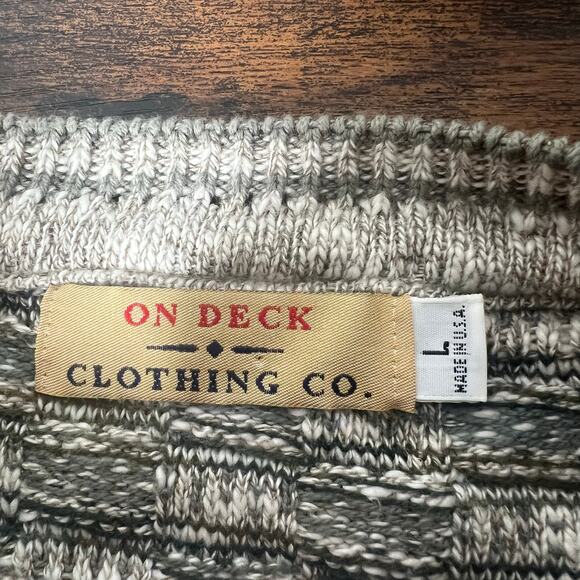 ON DECK
CLOTHING CO.
L
MADE IN U.S.A.